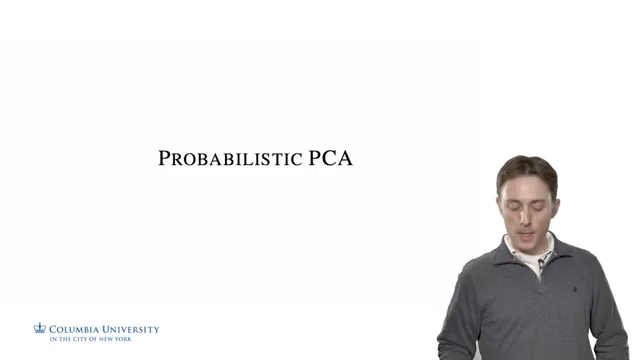 PROBABILISTIC PCA
COLUMBIA UNIVERSITY
IN THE CITY OF NEW YORK